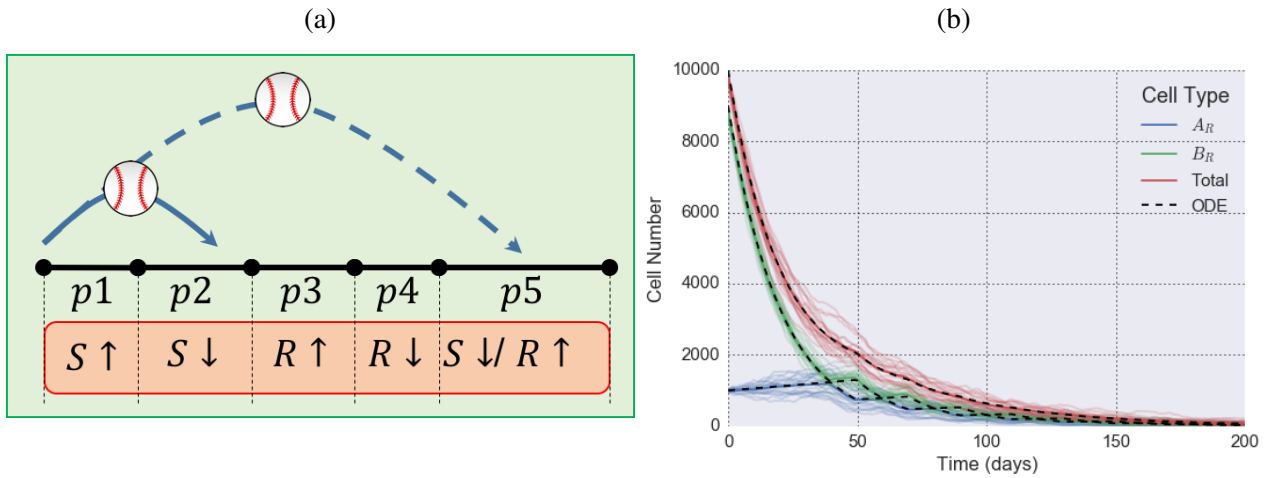 (a)
(b)
p1 p2 p3 p4 p5
S ↑ S ↓ R ↑ R ↓ S ↓/ R ↑
Cell Number
10000
8000
6000
4000
2000
0
Cell Type
A_R
B_R
Total
ODE
0 50 100 150 200
Time (days)